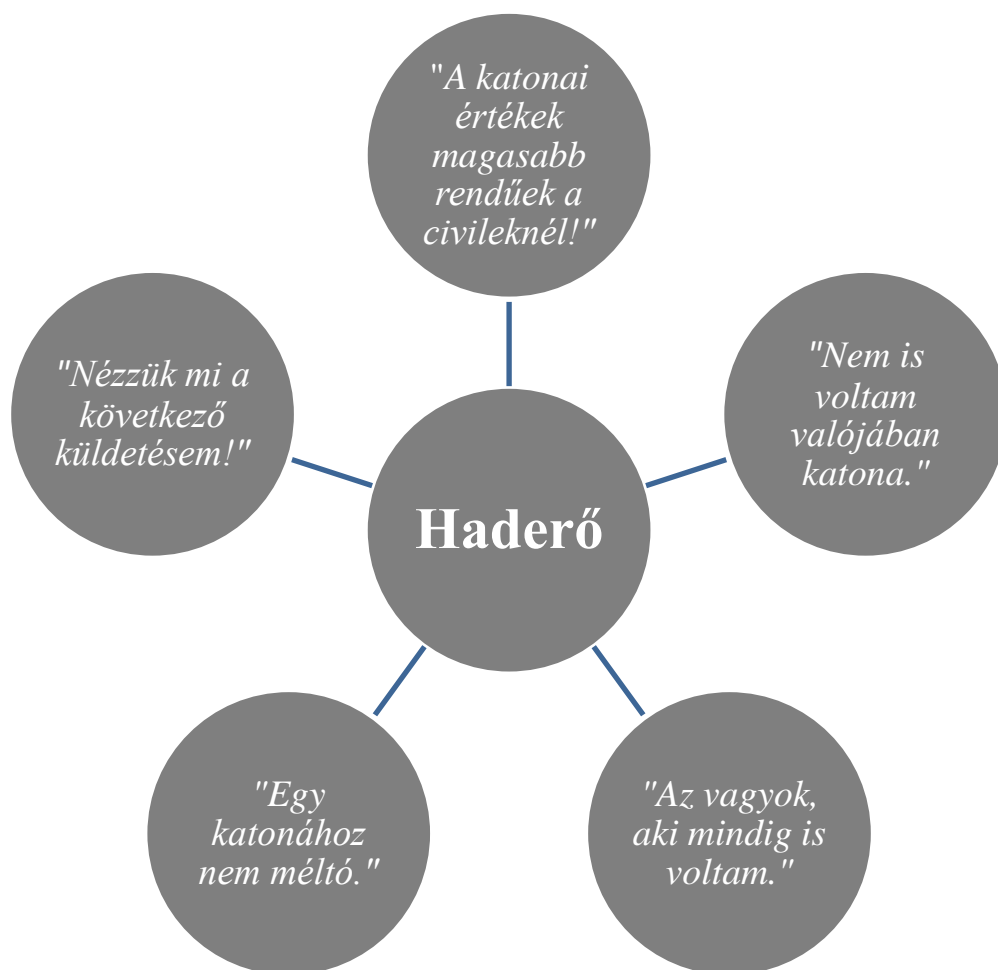 "A katonai
értékek
magasabb
rendűek a
civileknél!"
"Nézzük mi a
következő
küldetésem!"
"Nem is
voltam
valójában
katona."
Haderő
"Egy
katonához
nem méltó."
"Az vagyok,
aki mindig is
voltam."